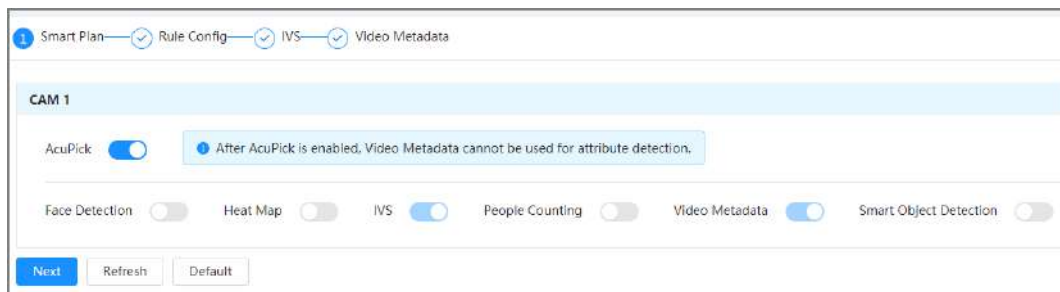 1 Smart Plan Rule Config IVS Video Metadata
CAM 1
AcuPick After AcuPick is enabled, Video Metadata cannot be used for attribute detection.
Face Detection Heat Map IVS People Counting Video Metadata Smart Object Detection
Next Refresh Default